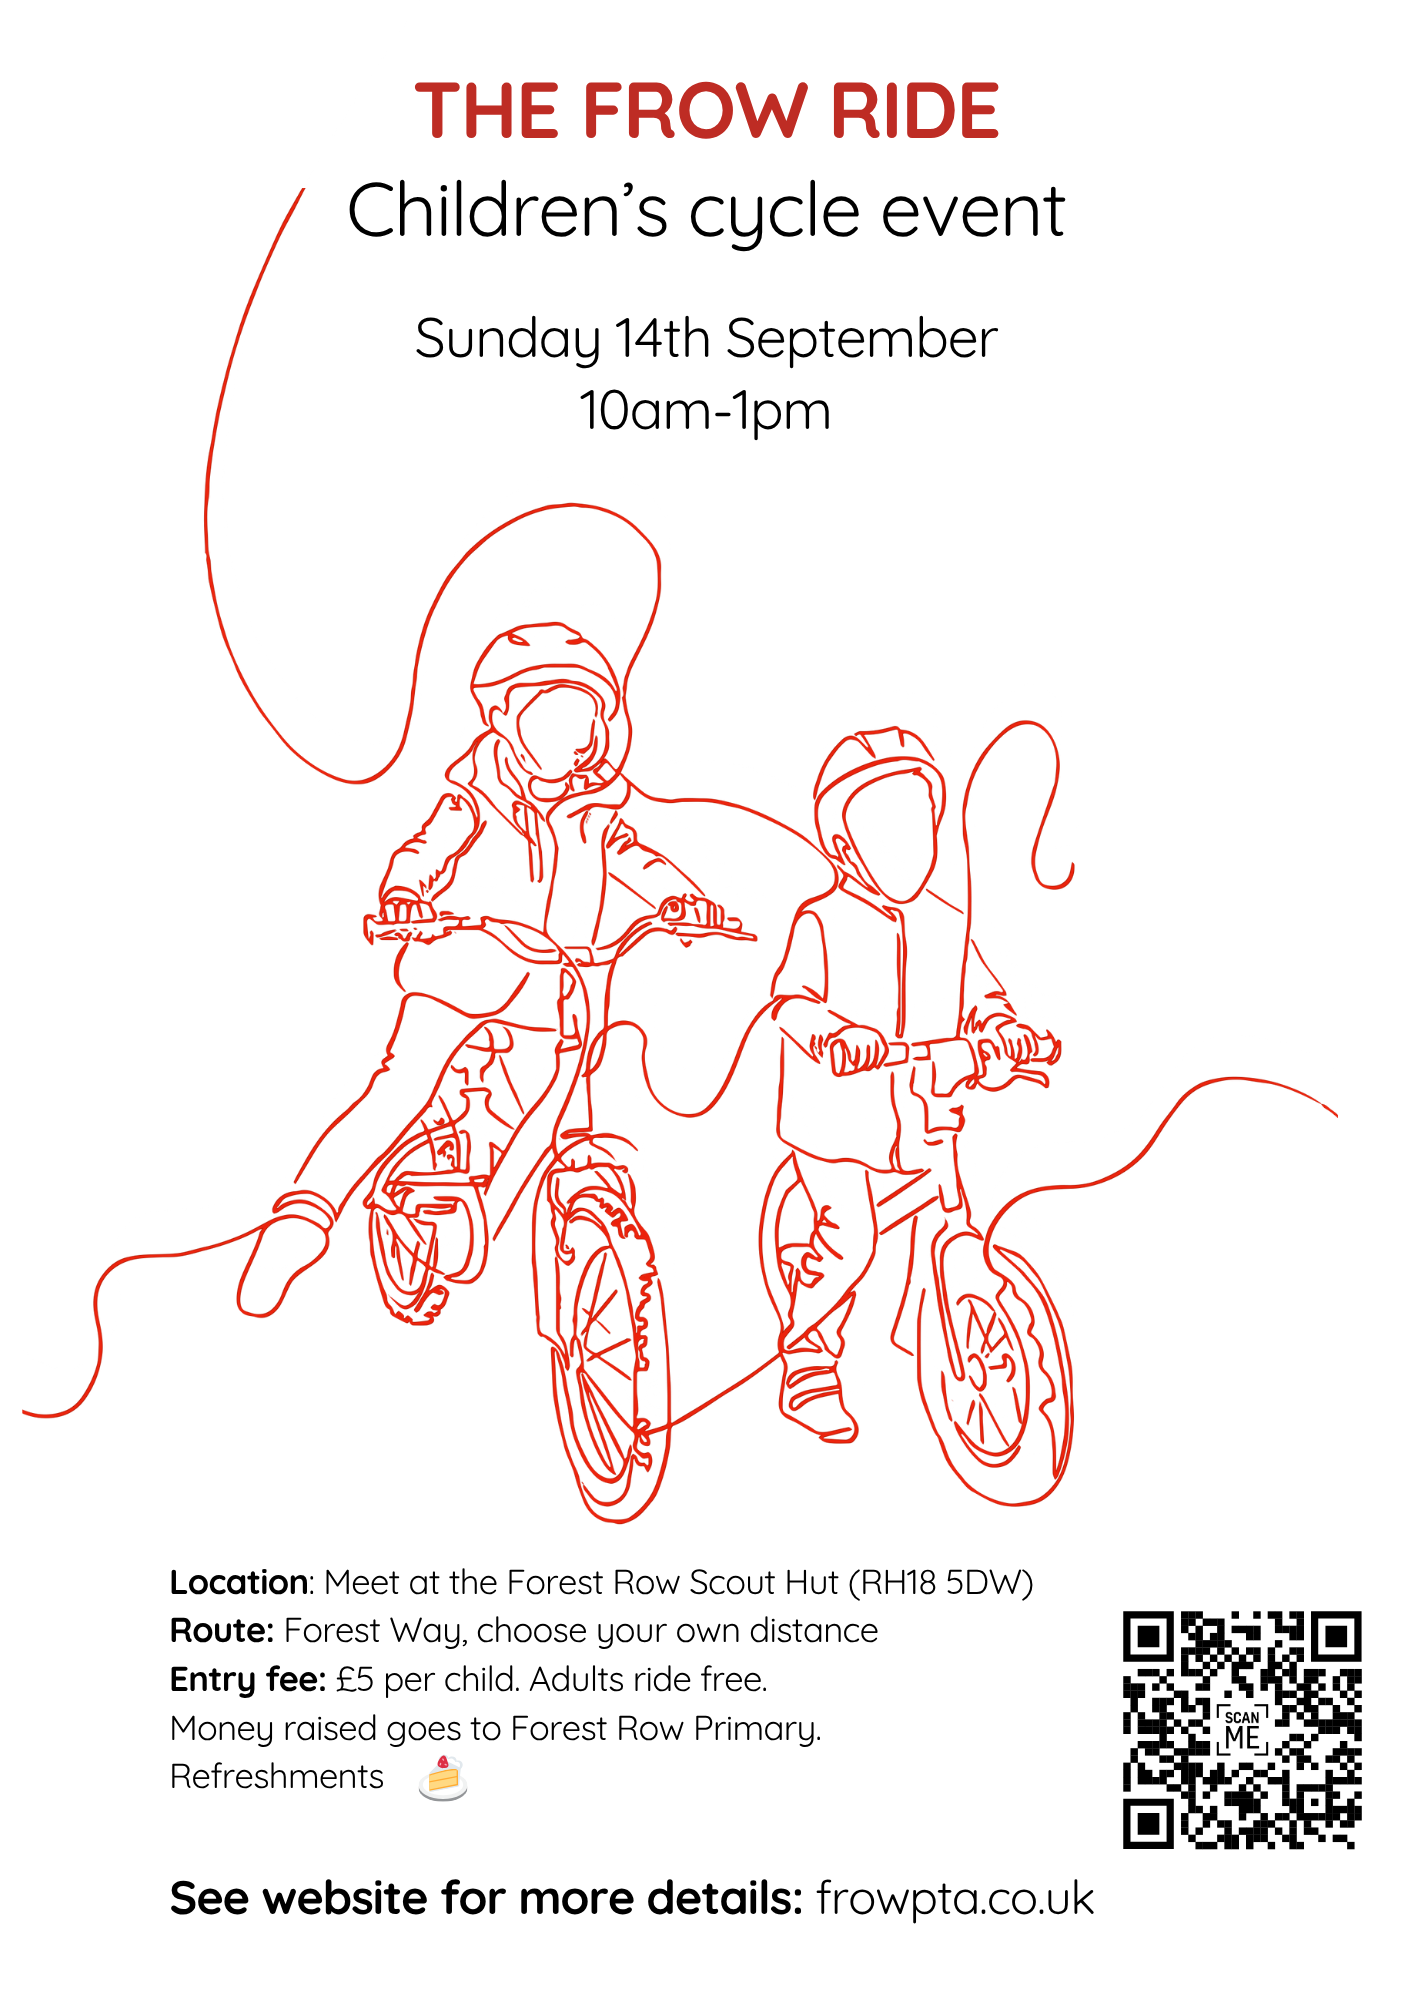 THE FROW RIDE
Children’s cycle event
Sunday 14th September
10am-1pm
Location: Meet at the Forest Row Scout Hut (RH18 5DW)
Route: Forest Way, choose your own distance
Entry fee: £5 per child. Adults ride free.
Money raised goes to Forest Row Primary.
Refreshments
SCAN
ME
See website for more details: frowpta.co.uk